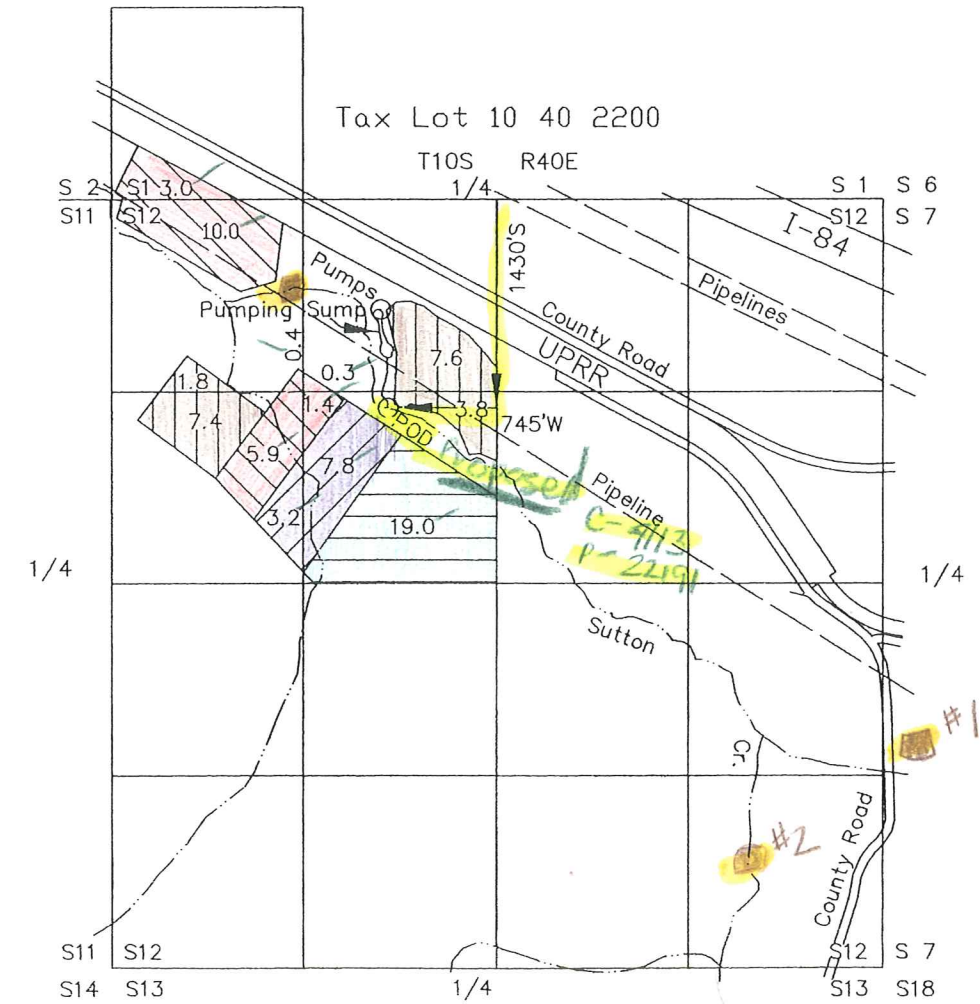 Tax Lot 10 40 2200
T10S R40E
S 2 S1 3.0 1/4 S 1 S 6
S11 S12 S12 S 7
10.0 I-84
1430'S
Pumps
Pipelines
Pumping Sump
County Road
UPRR
0.4
7.6
0.3
1.8 1.4 3.8 745'W
7.4 POD
5.9 7.8 Proposed
Pipeline
C-9113
3.2 19.0
P-22191
1/4 1/4
Sutton
#1
Cr.
#2
County Road
S11 S12 S12 S 7
S14 S13 1/4 S13 S18